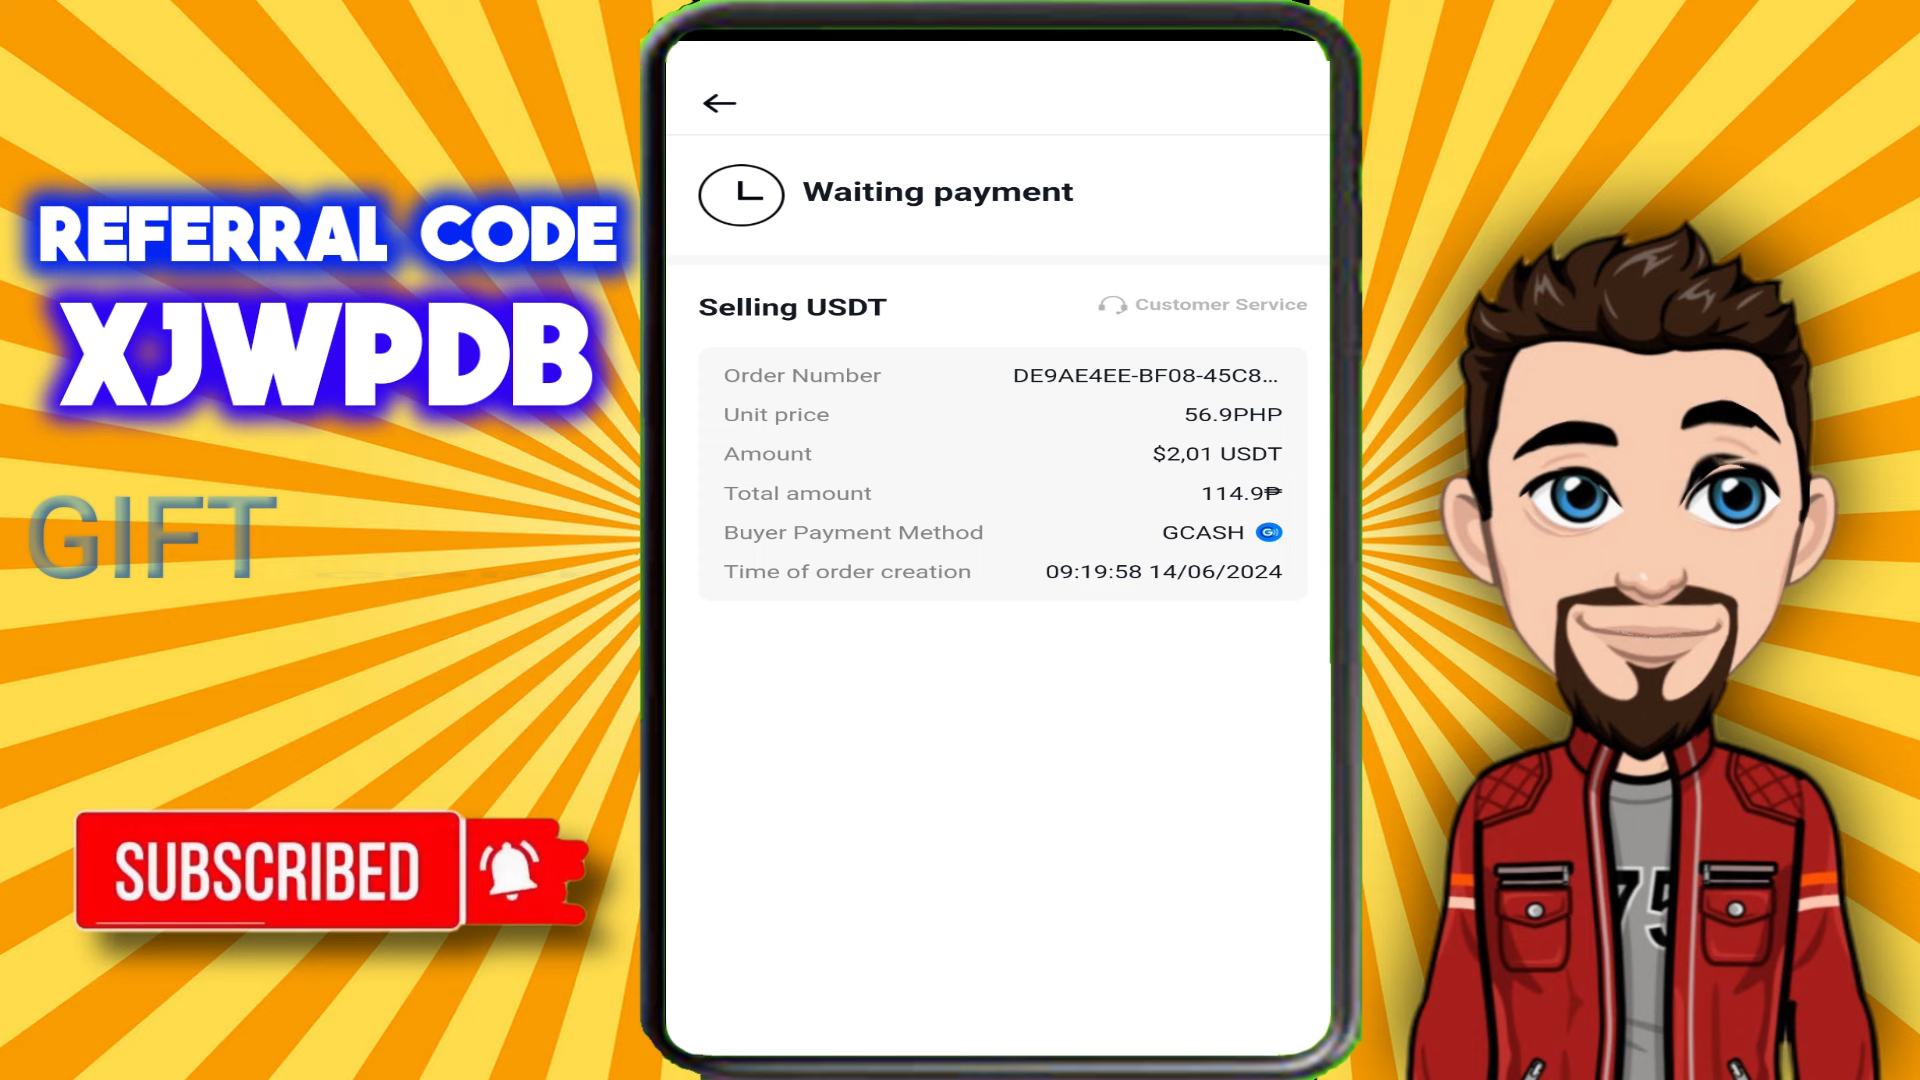 REFERRAL CODE
XJWPDB
GIFT
SUBSCRIBED
Waiting payment
Selling USDT
Customer Service
Order Number DE9AE4EE-BF08-45C8...
Unit price 56.9PHP
Amount $2,01 USDT
Total amount 114.9₱
Buyer Payment Method GCASH G
Time of order creation 09:19:58 14/06/2024
75